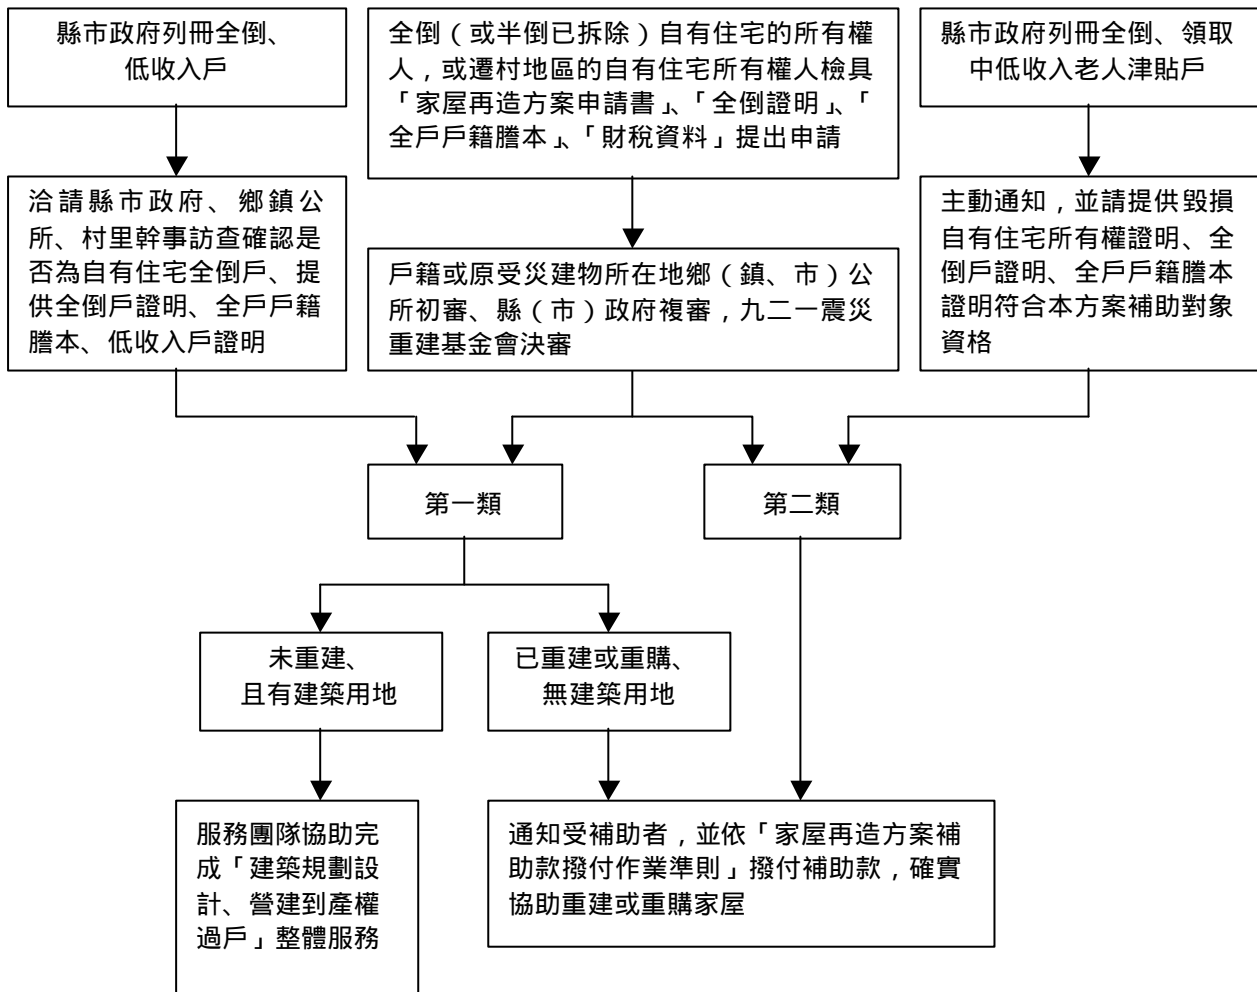 縣市政府列冊全倒、
低收入戶
全倒（或半倒已拆除）自有住宅的所有權
人，或遷村地區的自有住宅所有權人檢具
「家屋再造方案申請書」、「全倒證明」、「
全戶戶籍謄本」、「財稅資料」提出申請
縣市政府列冊全倒、領取
中低收入老人津貼戶
洽請縣市政府、鄉鎮公
所、村里幹事訪查確認是
否為自有住宅全倒戶、提
供全倒戶證明、全戶戶籍
謄本、低收入戶證明
戶籍或原受災建物所在地鄉（鎮、市）公
所初審、縣（市）政府複審，九二一震災
重建基金會決審
主動通知，並請提供毀損
自有住宅所有權證明、全
倒戶證明、全戶戶籍謄本
證明符合本方案補助對象
資格
第一類
第二類
未重建、
且有建築用地
已重建或重購、
無建築用地
服務團隊協助完
成「建築規劃設
計、營建到產權
過戶」整體服務
通知受補助者，並依「家屋再造方案補
助款撥付作業準則」撥付補助款，確實
協助重建或重購家屋